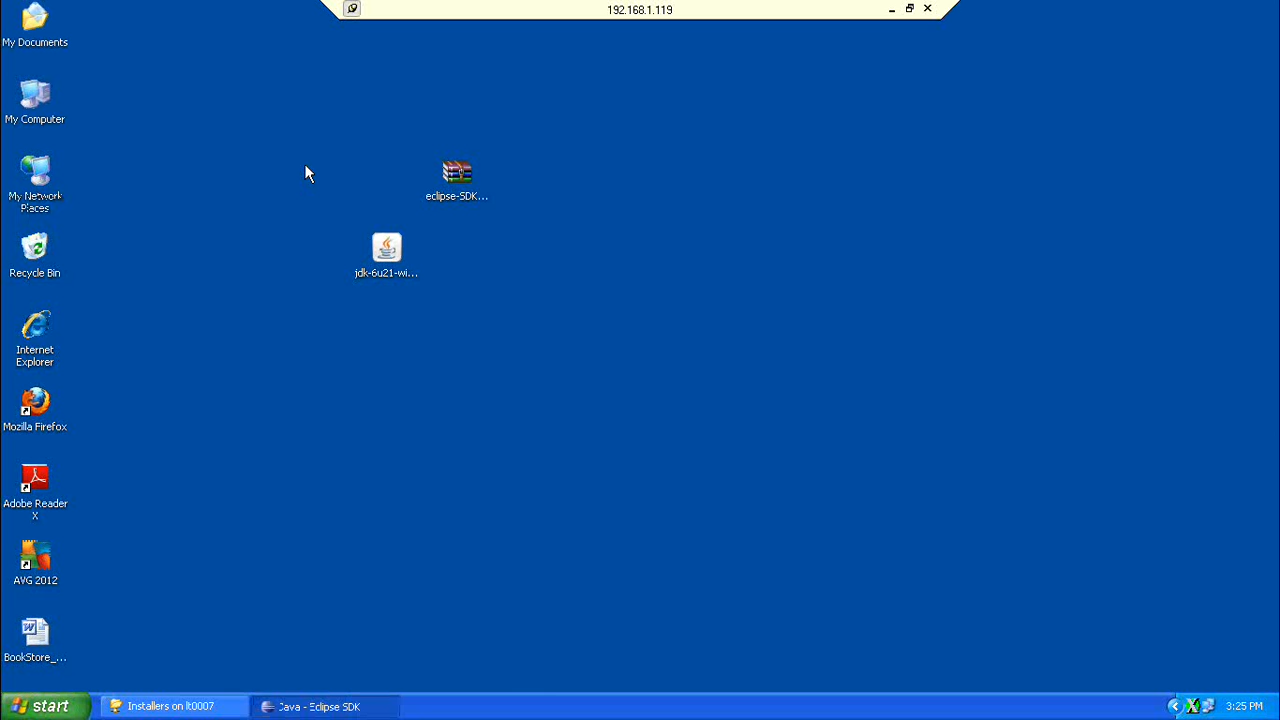 192.168.1.119
My Documents
My Computer
My Network
Places
Recycle Bin
Internet
Explorer
Mozilla Firefox
Adobe Reader
X
AVG 2012
BookStore_...
eclipse-SDK...
jdk-6u21-wi...
start
Installers on lt0007
Java - Eclipse SDK
3:25 PM